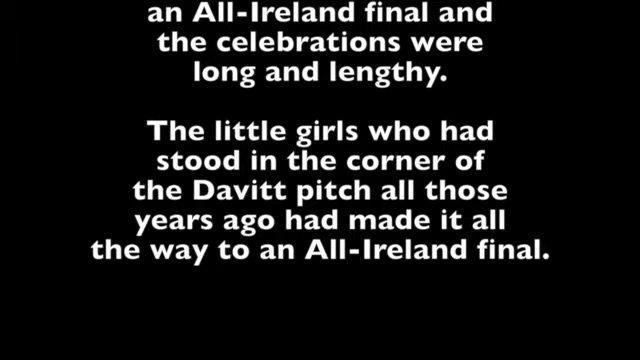 an All-Ireland final and
the celebrations were
long and lengthy.
The little girls who had
stood in the corner of
the Davitt pitch all those
years ago had made it all
the way to an All-Ireland final.